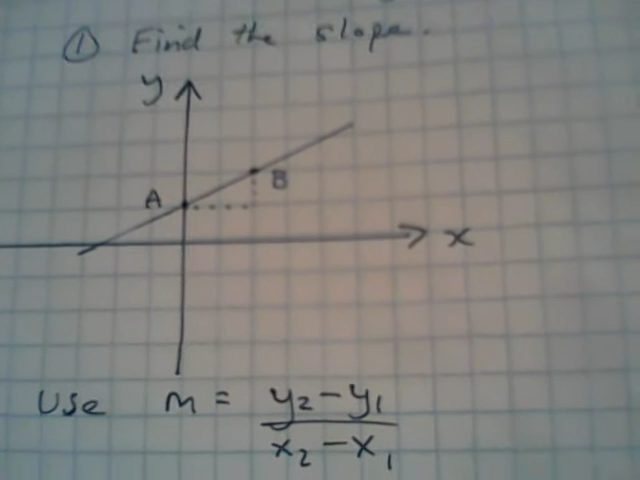 ① Find the slope.
y
A
B
x
Use m = y₂ - y₁
x₂ - x₁